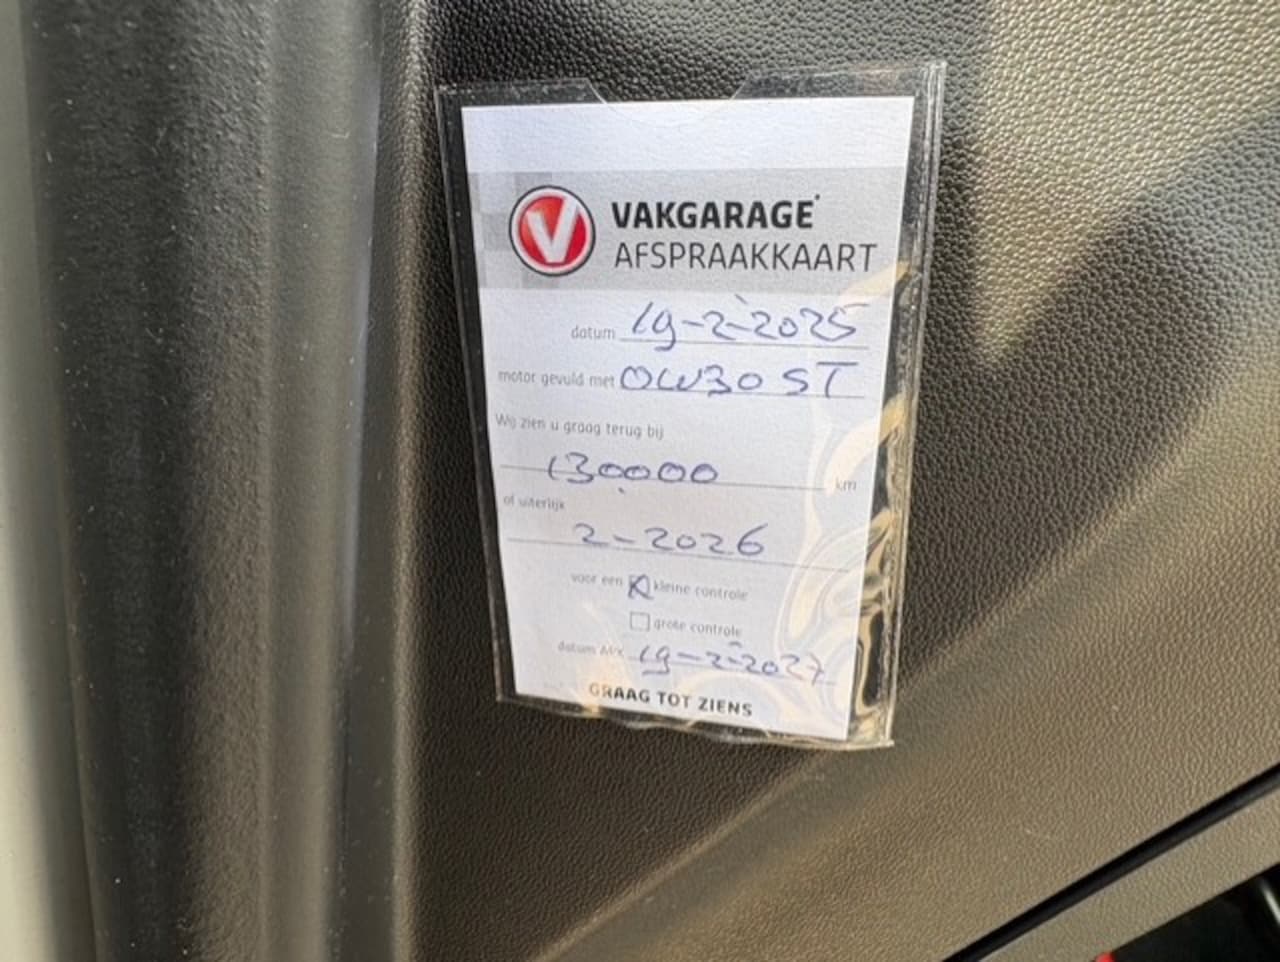 V
VAKGARAGE
AFSPRAAKKAART
datum 19-2-2025
motor gevuld met 0W30 ST
Wij zien u graag terug bij
130000 km
of uiterlijk
2-2026
voor een kleine controle
grote controle
datum APK 19-2-2027
GRAAG TOT ZIENS